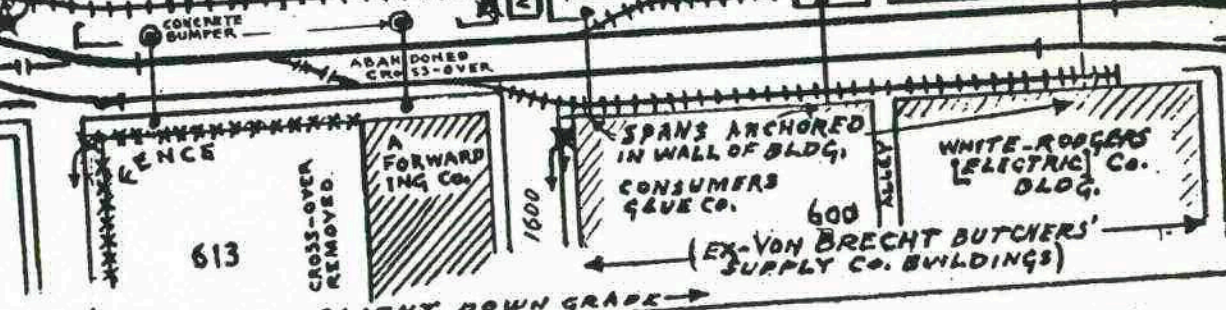 CONCRETE
BUMPER
ABANDONED
CROSS-OVER
FENCE
613
CROSS-OVER
REMOVED.
A
FORWARD
ING CO.
1600
SPANS ANCHORED
IN WALL OF BLDG.
CONSUMERS
GLUE CO.
600
ALLEY
WHITE-RODGERS
[ELECTRIC] CO.
BLDG.
(EX-VON BRECHT BUTCHERS'
SUPPLY CO. BUILDINGS)
DOWN GRADE